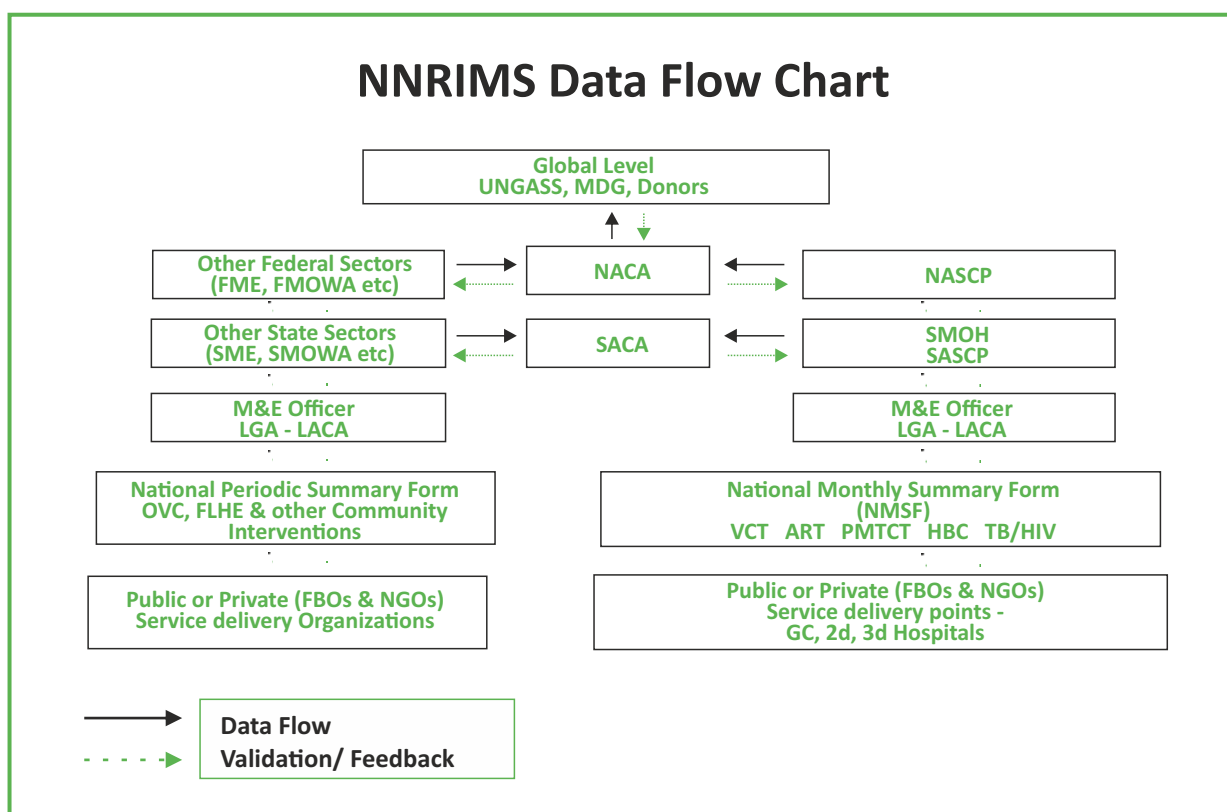 NNRIMS Data Flow Chart
Global Level
UNGASS, MDG, Donors
Other Federal Sectors
(FME, FMOWA etc)
NACA
NASCP
Other State Sectors
(SME, SMOWA etc)
SACA
SMOH
SASCP
M&E Officer
LGA - LACA
M&E Officer
LGA - LACA
National Periodic Summary Form
OVC, FLHE & other Community
Interventions
National Monthly Summary Form
(NMSF)
VCT ART PMTCT HBC TB/HIV
Public or Private (FBOs & NGOs)
Service delivery Organizations
Public or Private (FBOs & NGOs)
Service delivery points -
GC, 2d, 3d Hospitals
Data Flow
Validation/ Feedback